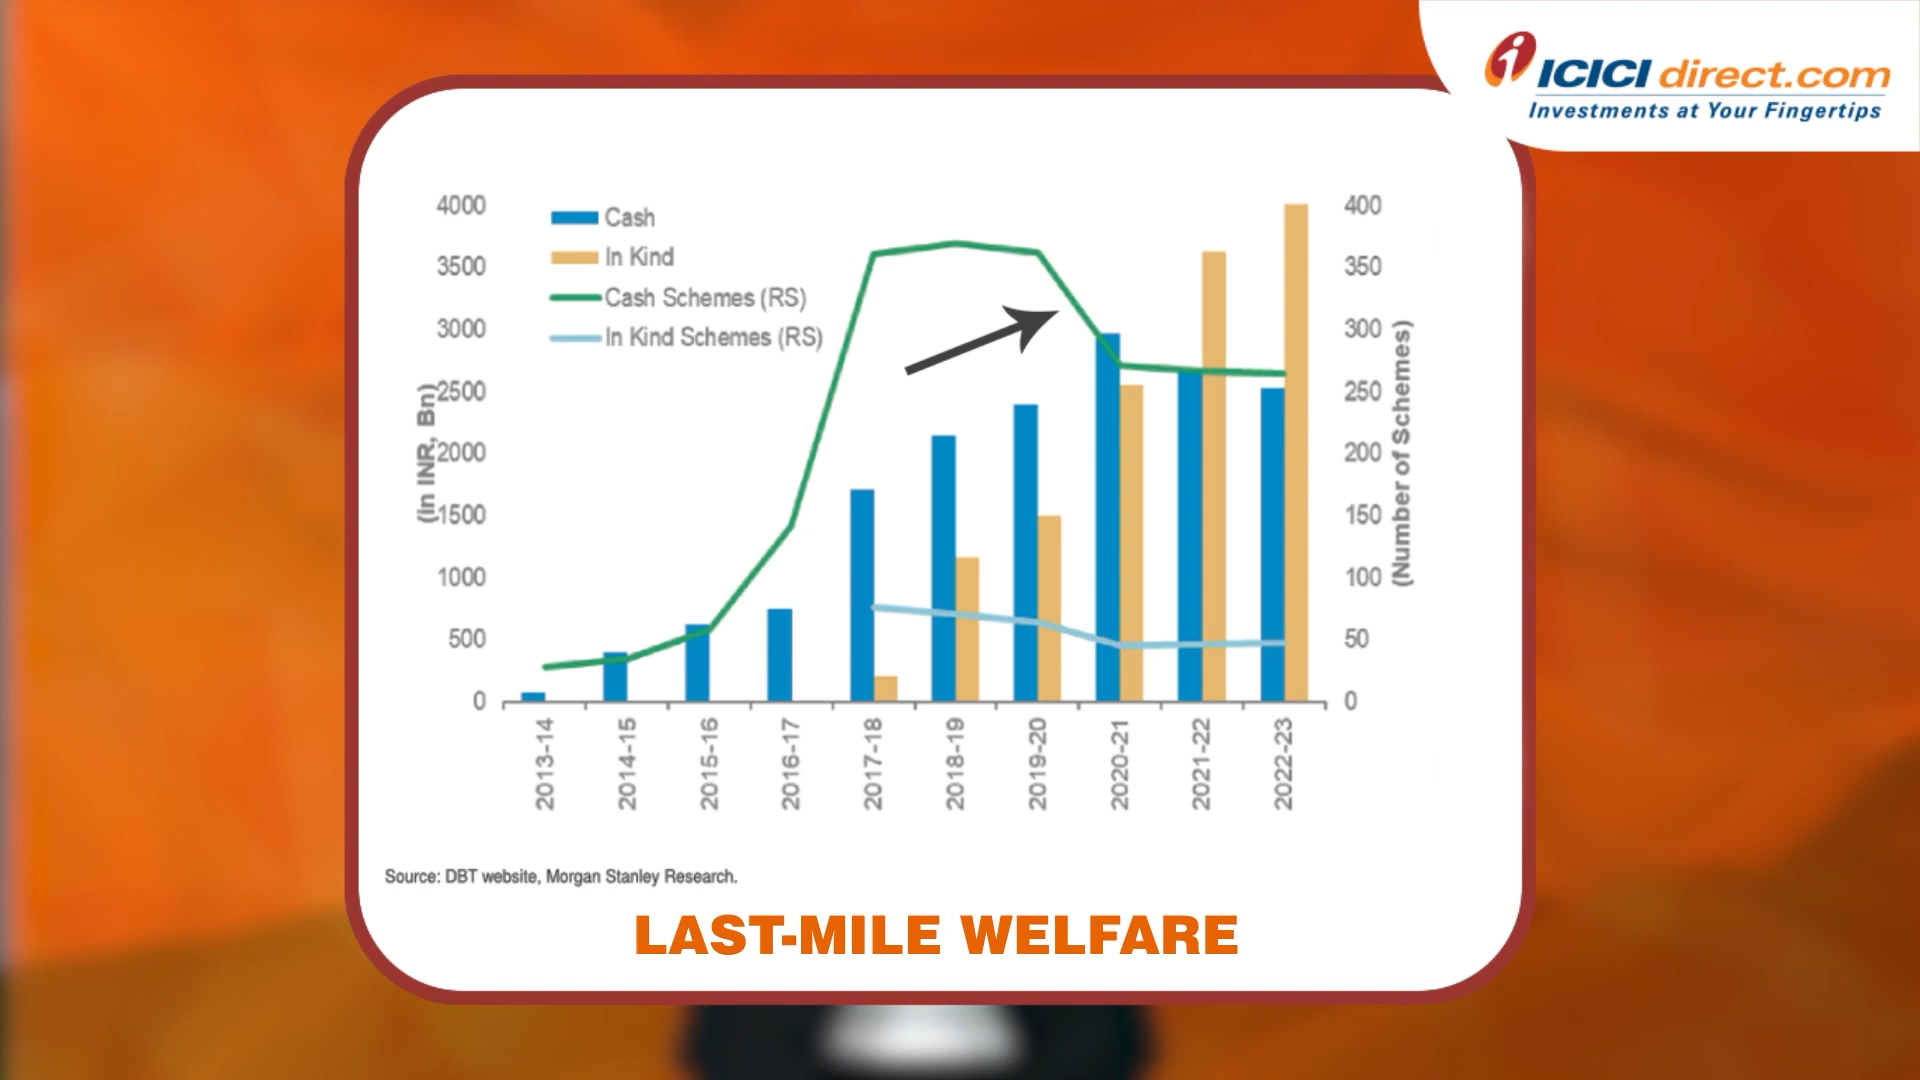 ICICI direct.com
Investments at Your Fingertips
Cash
In Kind
Cash Schemes (RS)
In Kind Schemes (RS)
(in INR, Bn)
4000
3500
3000
2500
2000
1500
1000
500
0
400
350
300
250
200
150
100
50
0
(Number of Schemes)
2013-14
2014-15
2015-16
2016-17
2017-18
2018-19
2019-20
2020-21
2021-22
2022-23
Source: DBT website, Morgan Stanley Research.
LAST-MILE WELFARE